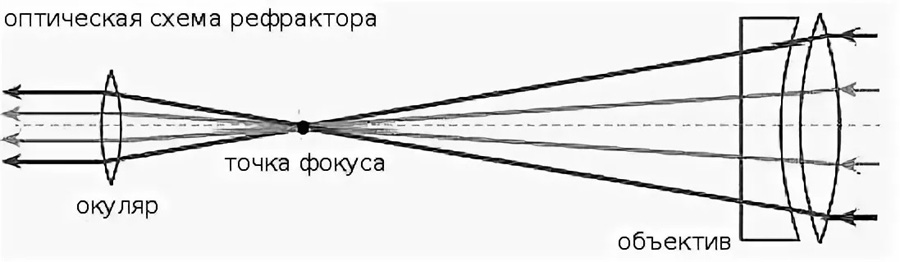 оптическая схема рефрактора
точка фокуса
окуляр
объектив